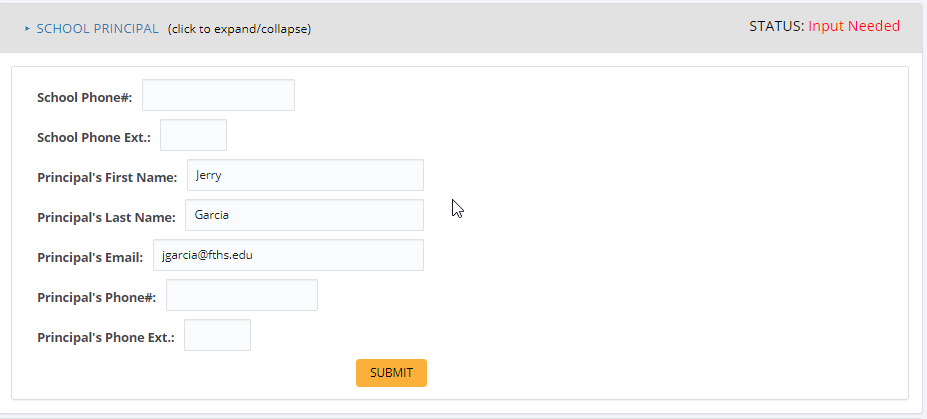 SCHOOL PRINCIPAL (click to expand/collapse) STATUS: Input Needed
School Phone#:
School Phone Ext.:
Principal's First Name: Jerry
Principal's Last Name: Garcia
Principal's Email: jgarcia@fths.edu
Principal's Phone#:
Principal's Phone Ext.:
SUBMIT